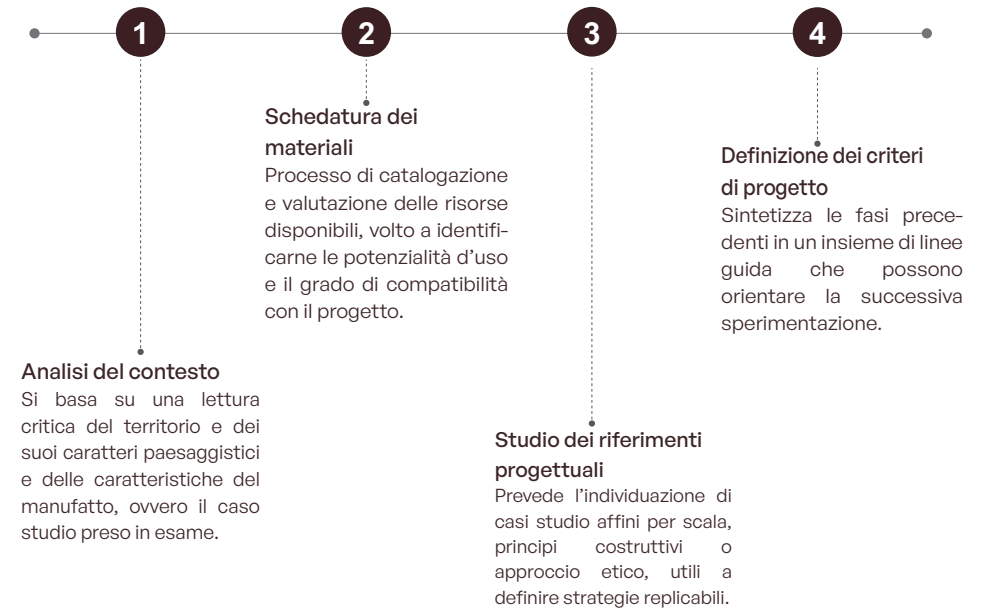 1
Analisi del contesto
Si basa su una lettura
critica del territorio e dei
suoi caratteri paesaggistici
e delle caratteristiche del
manufatto, ovvero il caso
studio preso in esame.
2
Schedatura dei
materiali
Processo di catalogazione
e valutazione delle risorse
disponibili, volto a identifi-
carne le potenzialità d’uso
e il grado di compatibilità
con il progetto.
3
Studio dei riferimenti
progettuali
Prevede l’individuazione di
casi studio affini per scala,
principi costruttivi o
approccio etico, utili a
definire strategie replicabili.
4
Definizione dei criteri
di progetto
Sintetizza le fasi prece-
denti in un insieme di linee
guida che possono
orientare la successiva
sperimentazione.